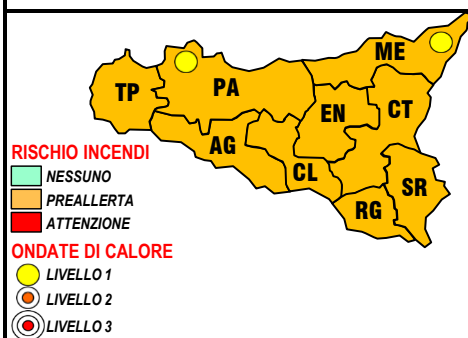 ME
TP
PA
EN
CT
AG
CL
SR
RG
RISCHIO INCENDI
NESSUNO
PREALLERTA
ATTENZIONE
ONDATE DI CALORE
LIVELLO 1
LIVELLO 2
LIVELLO 3